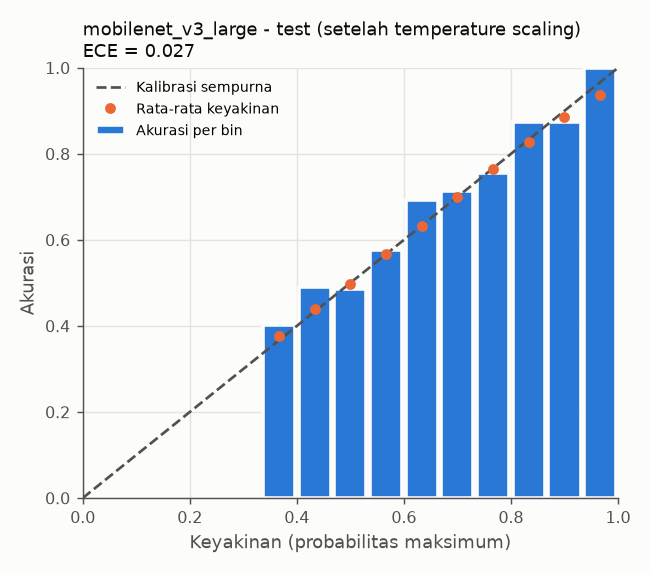 mobilenet_v3_large - test (setelah temperature scaling)
ECE = 0.027
Kalibrasi sempurna
Rata-rata keyakinan
Akurasi per bin
Akurasi
1.0
0.8
0.6
0.4
0.2
0.0
0.0 0.2 0.4 0.6 0.8 1.0
Keyakinan (probabilitas maksimum)